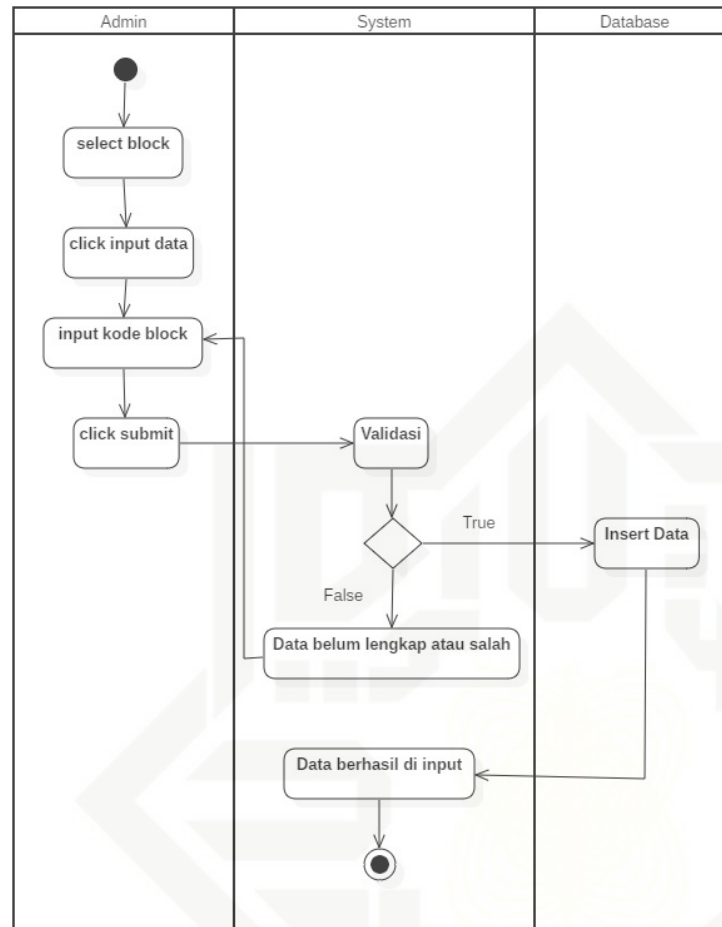 Admin
System
Database
select block
click input data
input kode block
click submit
Validasi
True
Insert Data
False
Data belum lengkap atau salah
Data berhasil di input